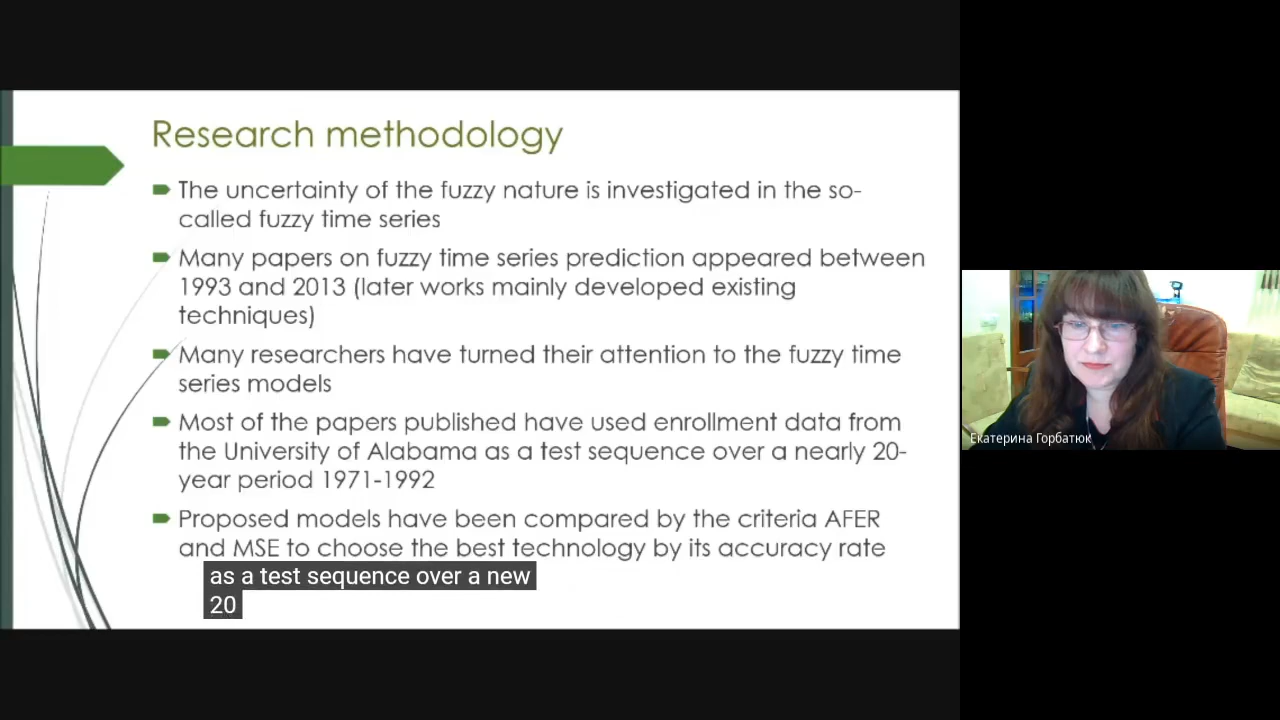 Research methodology
The uncertainty of the fuzzy nature is investigated in the so-
called fuzzy time series
Many papers on fuzzy time series prediction appeared between
1993 and 2013 (later works mainly developed existing
techniques)
Many researchers have turned their attention to the fuzzy time
series models
Most of the papers published have used enrollment data from
the University of Alabama as a test sequence over a nearly 20-
year period 1971-1992
Proposed models have been compared by the criteria AFER
and MSE to choose the best technology by its accuracy rate
as a test sequence over a new
20
Екатерина Горбатюк